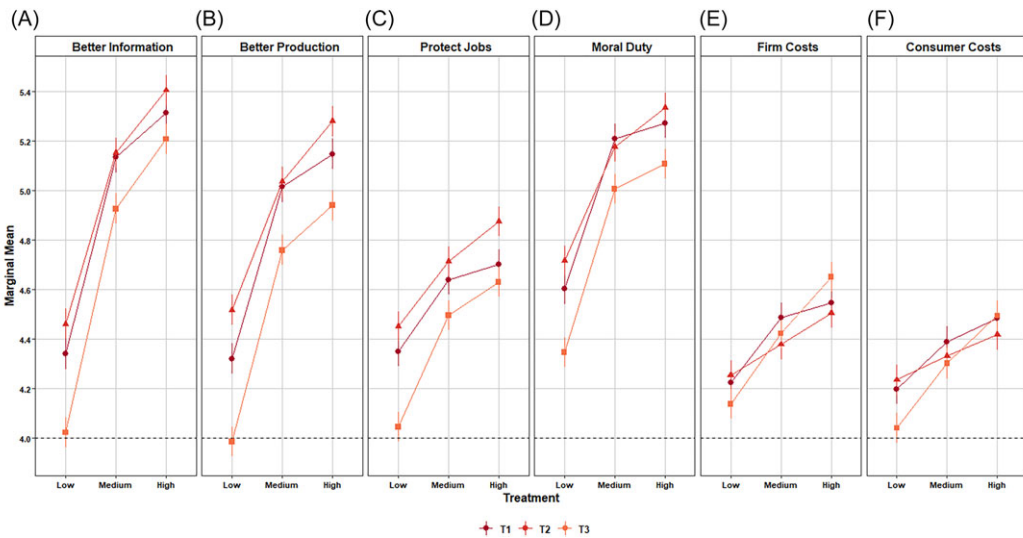 (A) (B) (C) (D) (E) (F)
Better Information Better Production Protect Jobs Moral Duty Firm Costs Consumer Costs
5.4
5.2
5.0
4.8
4.6
4.4
4.2
4.0
Marginal Mean
Low Medium High Low Medium High Low Medium High Low Medium High Low Medium High Low Medium High
Treatment
T1 T2 T3